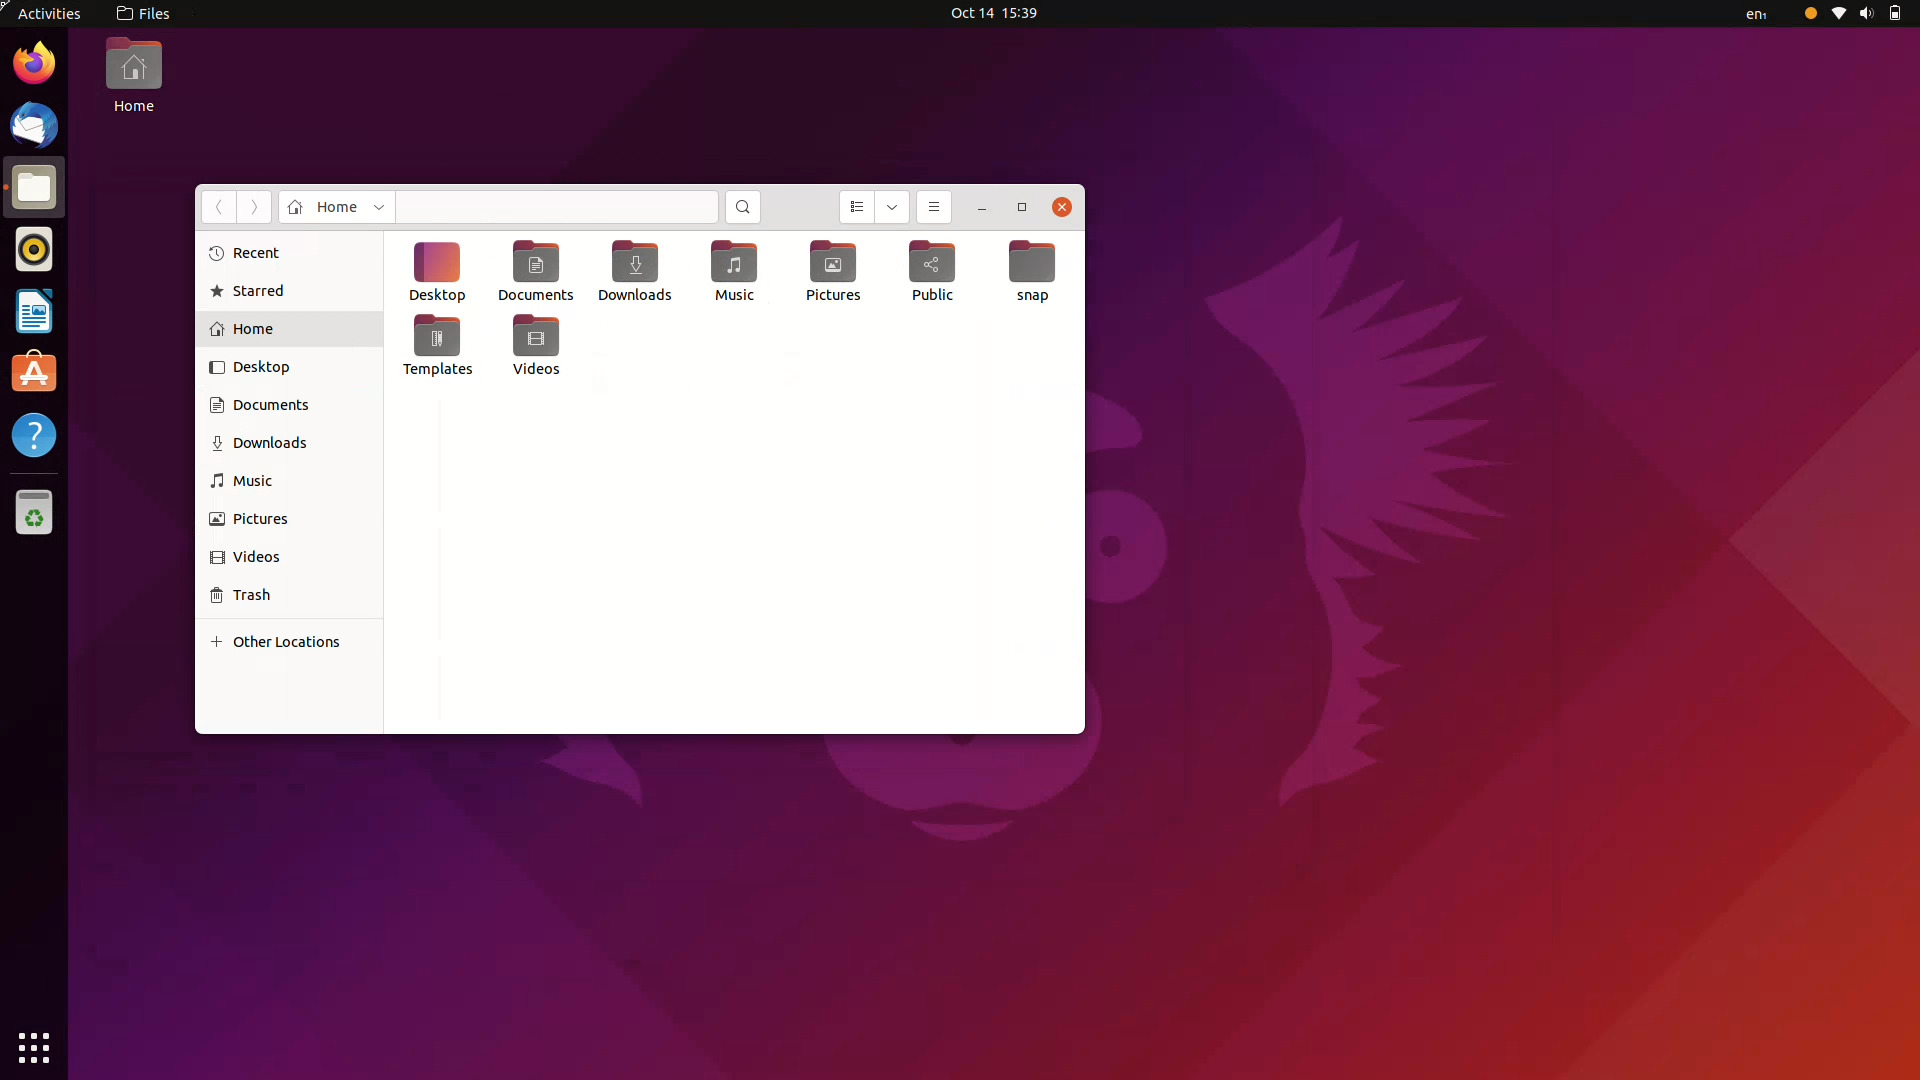 Activities Files Oct 14 15:39 en₁
Home
Home
Recent
Starred
Home
Desktop
Documents
Downloads
Music
Pictures
Videos
Trash
Other Locations
Desktop Documents Downloads Music Pictures Public snap
Templates Videos